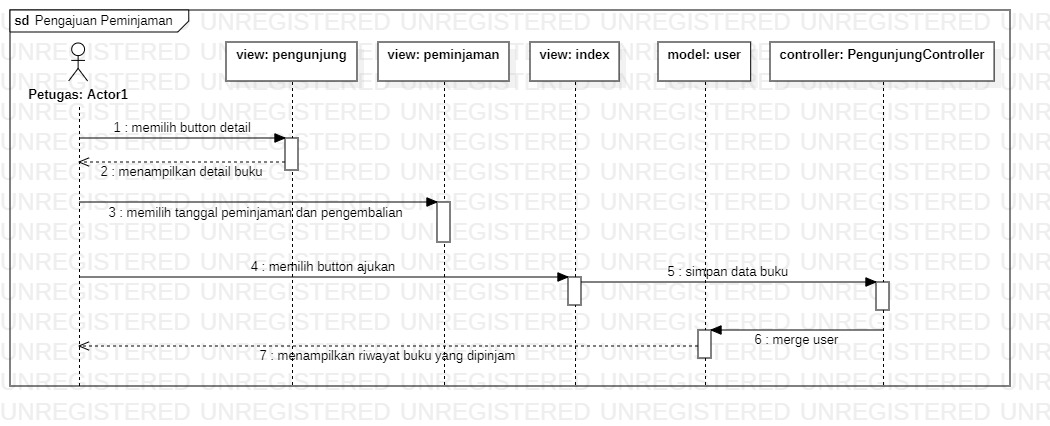 sd Pengajuan Peminjaman
view: pengunjung
view: peminjaman
view: index
model: user
controller: PengunjungController
Petugas: Actor1
1 : memilih button detail
2 : menampilkan detail buku
3 : memilih tanggal peminjaman dan pengembalian
4 : memilih button ajukan
5 : simpan data buku
6 : merge user
7 : menampilkan riwayat buku yang dipinjam
UNREGISTERED UNREGISTERED UNREGISTERED UNREGISTERED UNREGISTERED